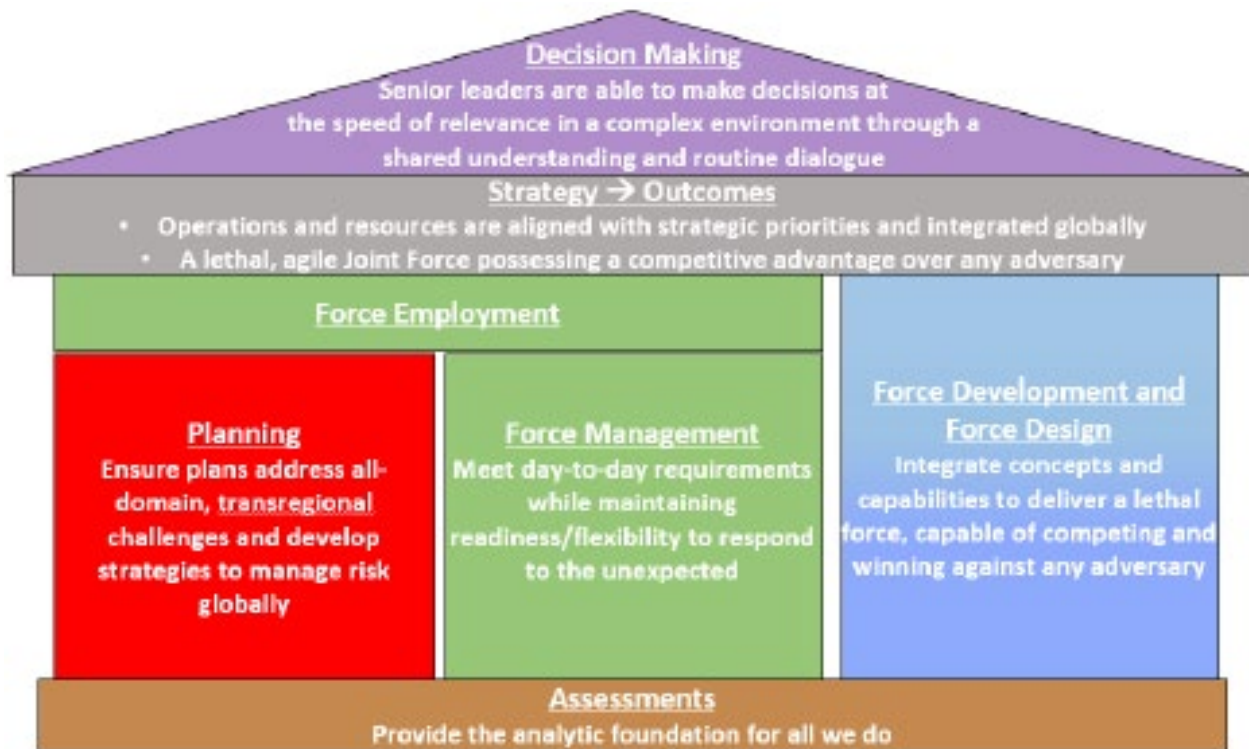 Decision Making
Senior leaders are able to make decisions at
the speed of relevance in a complex environment through a
shared understanding and routine dialogue
Strategy → Outcomes
• Operations and resources are aligned with strategic priorities and integrated globally
• A lethal, agile Joint Force possessing a competitive advantage over any adversary
Force Employment
Planning
Ensure plans address all-
domain, transregional
challenges and develop
strategies to manage risk
globally
Force Management
Meet day-to-day requirements
while maintaining
readiness/flexibility to respond
to the unexpected
Force Development and
Force Design
Integrate concepts and
capabilities to deliver a lethal
force, capable of competing and
winning against any adversary
Assessments
Provide the analytic foundation for all we do